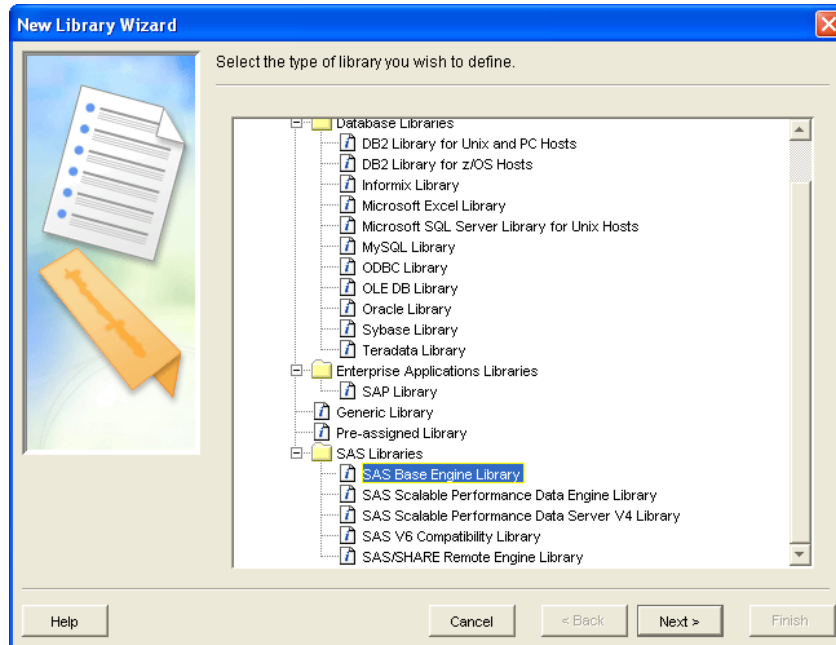 New Library Wizard
Select the type of library you wish to define.
Database Libraries
DB2 Library for Unix and PC Hosts
DB2 Library for z/OS Hosts
Informix Library
Microsoft Excel Library
Microsoft SQL Server Library for Unix Hosts
MySQL Library
ODBC Library
OLE DB Library
Oracle Library
Sybase Library
Teradata Library
Enterprise Applications Libraries
SAP Library
Generic Library
Pre-assigned Library
SAS Libraries
SAS Base Engine Library
SAS Scalable Performance Data Engine Library
SAS Scalable Performance Data Server V4 Library
SAS V6 Compatibility Library
SAS/SHARE Remote Engine Library
Help Cancel < Back Next > Finish